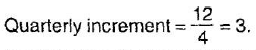 Quarterly increment = 12/4 = 3.